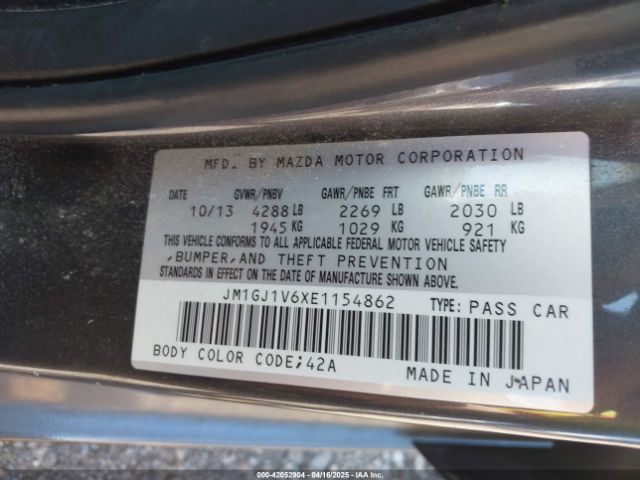 MFD. BY MAZDA MOTOR CORPORATION
DATE GVWR/PNBV GAWR/PNBE FRT GAWR/PNBE RR
10/13 4288 LB 2269 LB 2030 LB
1945 KG 1029 KG 921 KG
THIS VEHICLE CONFORMS TO ALL APPLICABLE FEDERAL MOTOR VEHICLE SAFETY
,BUMPER,AND THEFT PREVENTION
STANDARDS IN EFFECT ON THE DATE OF MANUFACTURE SHOWN ABOVE.
JM1GJ1V6XE1154862 TYPE: PASS CAR
BODY COLOR CODE;42A MADE IN JAPAN
000-42052904 - 04/16/2025 - IAA Inc.